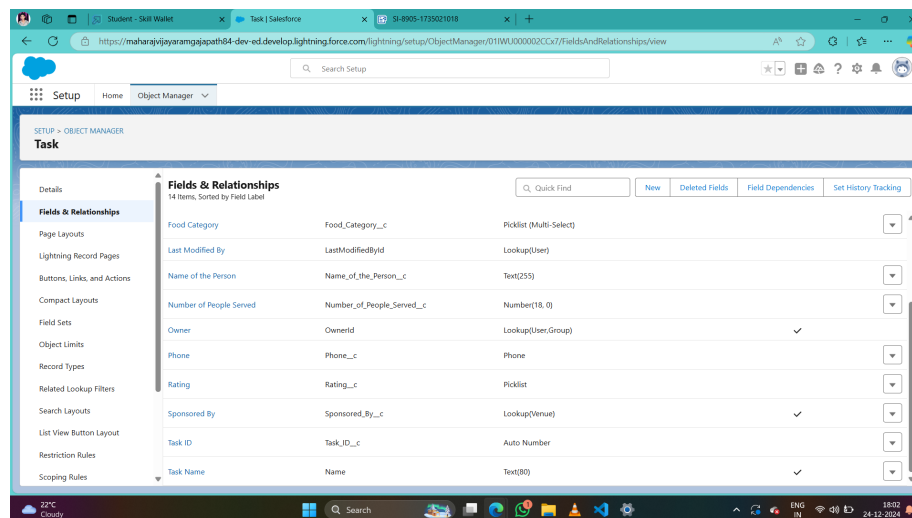 Student - Skill Wallet
Task | Salesforce
SI-8905-1735021018
https://maharajvijayaramgajapath84-dev-ed.develop.lightning.force.com/lightning/setup/ObjectManager/01IWU000002CCx7/FieldsAndRelationships/view
Search Setup
Setup Home Object Manager
SETUP > OBJECT MANAGER
Task
Details
Fields & Relationships
Page Layouts
Lightning Record Pages
Buttons, Links, and Actions
Compact Layouts
Field Sets
Object Limits
Record Types
Related Lookup Filters
Search Layouts
List View Button Layout
Restriction Rules
Scoping Rules
Fields & Relationships
14 Items, Sorted by Field Label
Quick Find New Deleted Fields Field Dependencies Set History Tracking
Food Category Food_Category__c Picklist (Multi-Select)
Last Modified By LastModifiedById Lookup(User)
Name of the Person Name_of_the_Person__c Text(255)
Number of People Served Number_of_People_Served__c Number(18, 0)
Owner OwnerId Lookup(User,Group)
Phone Phone__c Phone
Rating Rating__c Picklist
Sponsored By Sponsored_By__c Lookup(Venue)
Task ID Task_ID__c Auto Number
Task Name Name Text(80)
22°C
Cloudy
Search
ENG
IN
18:02
24-12-2024